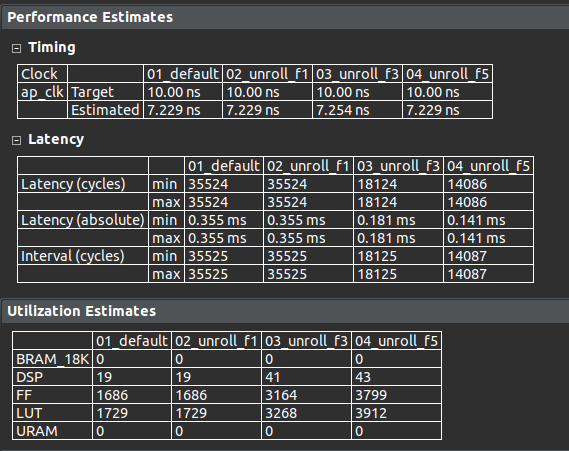 Performance Estimates
Timing
Clock 01_default 02_unroll_f1 03_unroll_f3 04_unroll_f5
ap_clk Target 10.00 ns 10.00 ns 10.00 ns 10.00 ns
Estimated 7.229 ns 7.229 ns 7.254 ns 7.229 ns
Latency
01_default 02_unroll_f1 03_unroll_f3 04_unroll_f5
Latency (cycles) min 35524 35524 18124 14086
max 35524 35524 18124 14086
Latency (absolute) min 0.355 ms 0.355 ms 0.181 ms 0.141 ms
max 0.355 ms 0.355 ms 0.181 ms 0.141 ms
Interval (cycles) min 35525 35525 18125 14087
max 35525 35525 18125 14087
Utilization Estimates
01_default 02_unroll_f1 03_unroll_f3 04_unroll_f5
BRAM_18K 0 0 0 0
DSP 19 19 41 43
FF 1686 1686 3164 3799
LUT 1729 1729 3268 3912
URAM 0 0 0 0